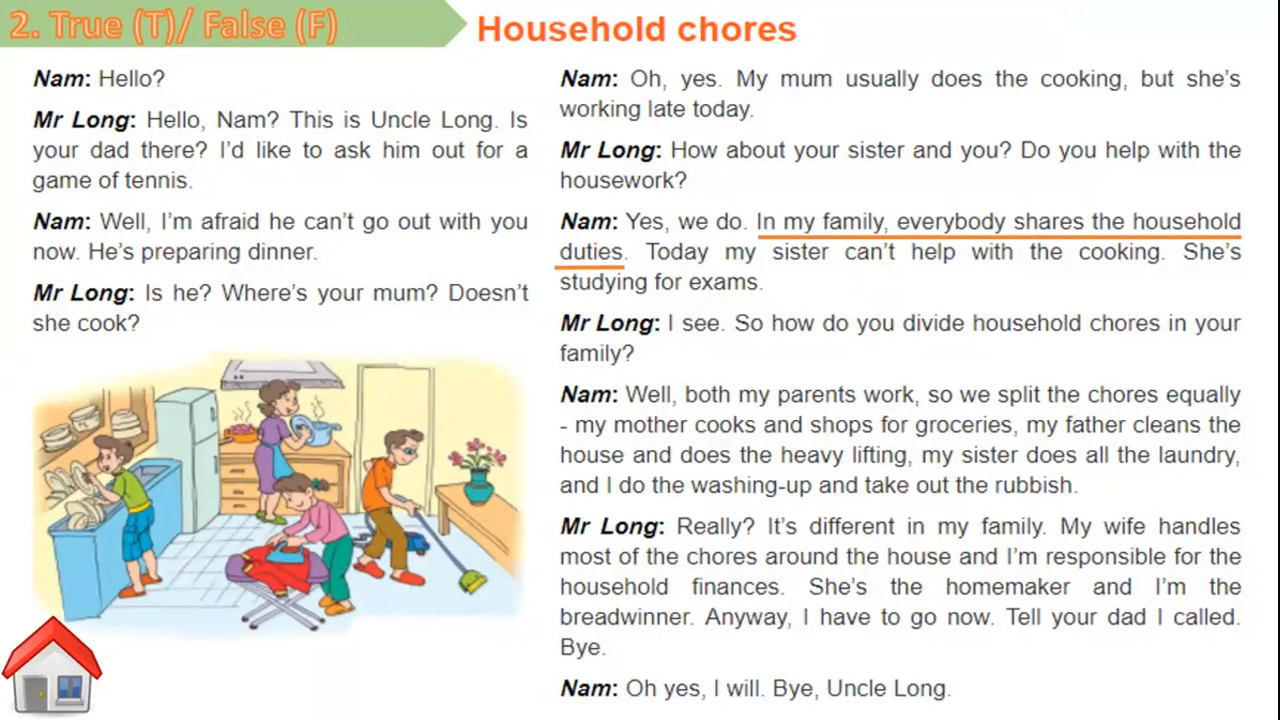 2. True (T)/ False (F)
Household chores
Nam: Hello?
Mr Long: Hello, Nam? This is Uncle Long. Is
your dad there? I'd like to ask him out for a
game of tennis.
Nam: Well, I'm afraid he can't go out with you
now. He's preparing dinner.
Mr Long: Is he? Where's your mum? Doesn't
she cook?
Nam: Oh, yes. My mum usually does the cooking, but she's
working late today.
Mr Long: How about your sister and you? Do you help with the
housework?
Nam: Yes, we do. In my family, everybody shares the household
duties. Today my sister can't help with the cooking. She's
studying for exams.
Mr Long: I see. So how do you divide household chores in your
family?
Nam: Well, both my parents work, so we split the chores equally
- my mother cooks and shops for groceries, my father cleans the
house and does the heavy lifting, my sister does all the laundry,
and I do the washing-up and take out the rubbish.
Mr Long: Really? It's different in my family. My wife handles
most of the chores around the house and I'm responsible for the
household finances. She's the homemaker and I'm the
breadwinner. Anyway, I have to go now. Tell your dad I called.
Bye.
Nam: Oh yes, I will. Bye, Uncle Long.